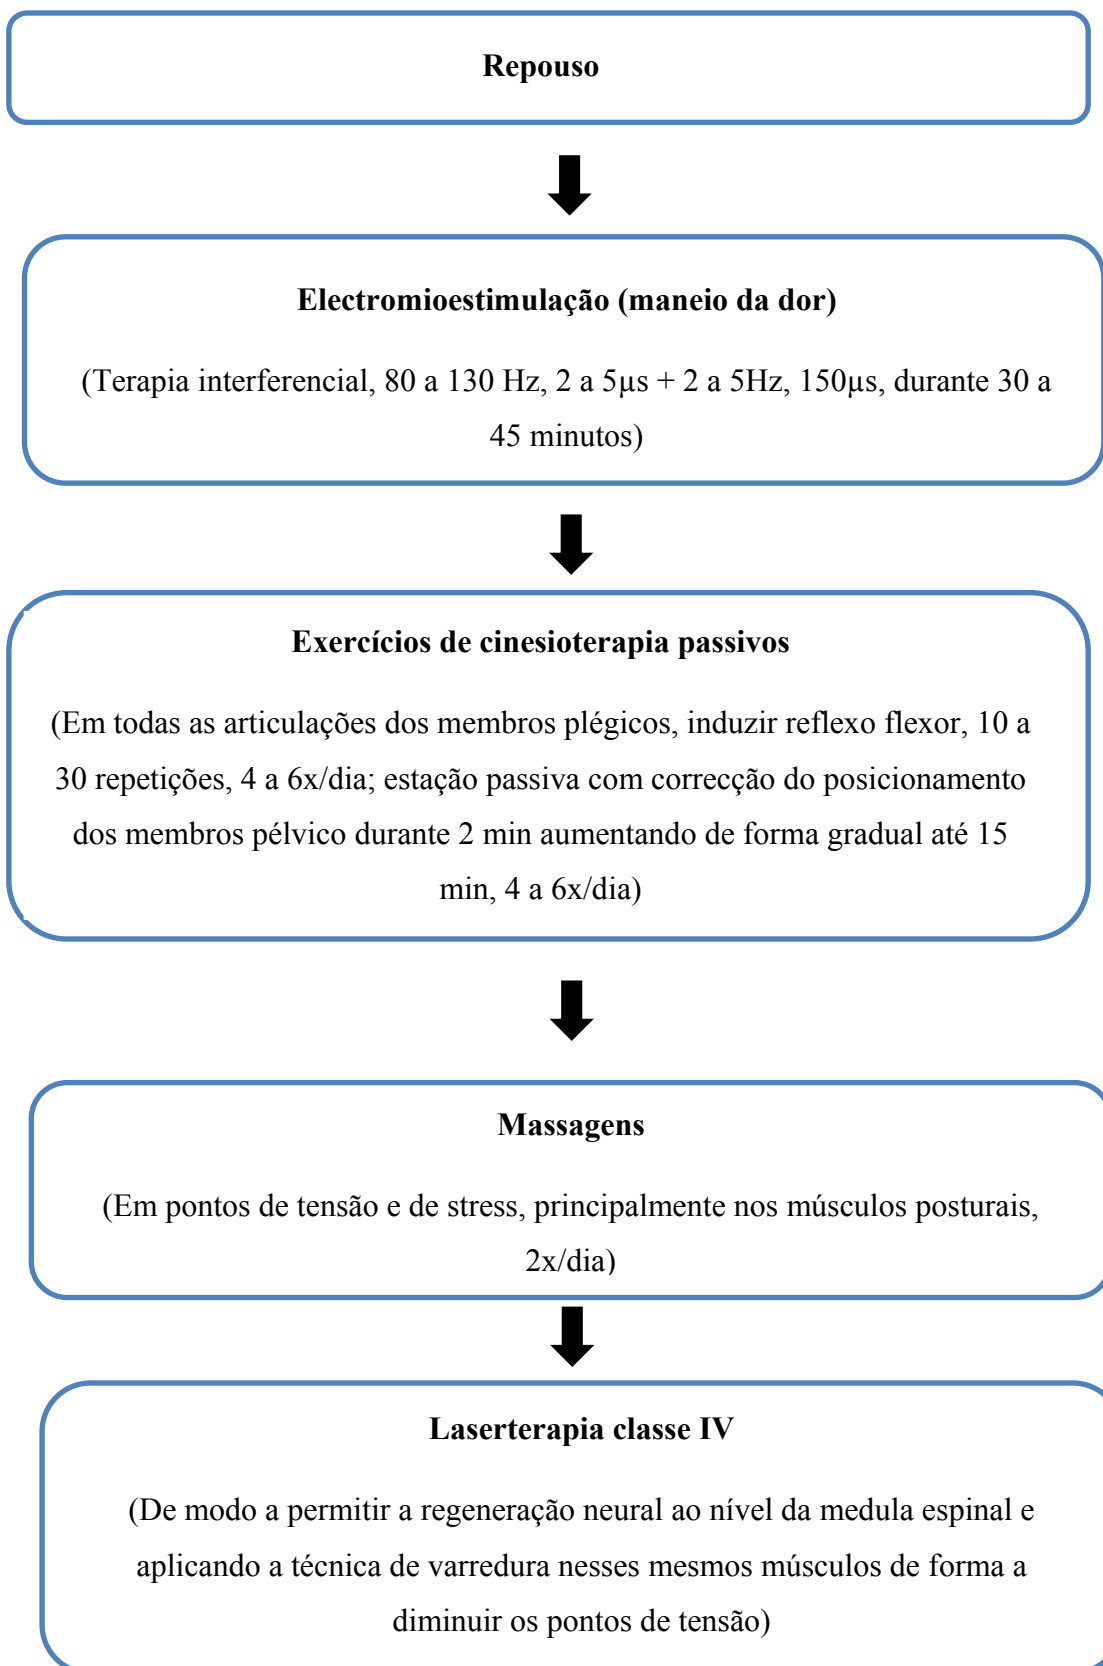 Repouso
Electromioestimulação (maneio da dor)
(Terapia interferencial, 80 a 130 Hz, 2 a 5µs + 2 a 5Hz, 150µs, durante 30 a
45 minutos)
Exercícios de cinesioterapia passivos
(Em todas as articulações dos membros plégicos, induzir reflexo flexor, 10 a
30 repetições, 4 a 6x/dia; estação passiva com correcção do posicionamento
dos membros pélvico durante 2 min aumentando de forma gradual até 15
min, 4 a 6x/dia)
Massagens
(Em pontos de tensão e de stress, principalmente nos músculos posturais,
2x/dia)
Laserterapia classe IV
(De modo a permitir a regeneração neural ao nível da medula espinal e
aplicando a técnica de varredura nesses mesmos músculos de forma a
diminuir os pontos de tensão)